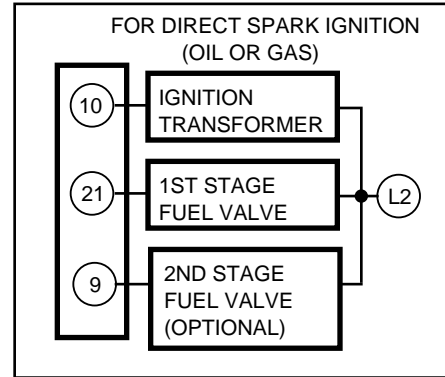 FOR DIRECT SPARK IGNITION
(OIL OR GAS)
10
IGNITION
TRANSFORMER
21
1ST STAGE
FUEL VALVE
L2
9
2ND STAGE
FUEL VALVE
(OPTIONAL)